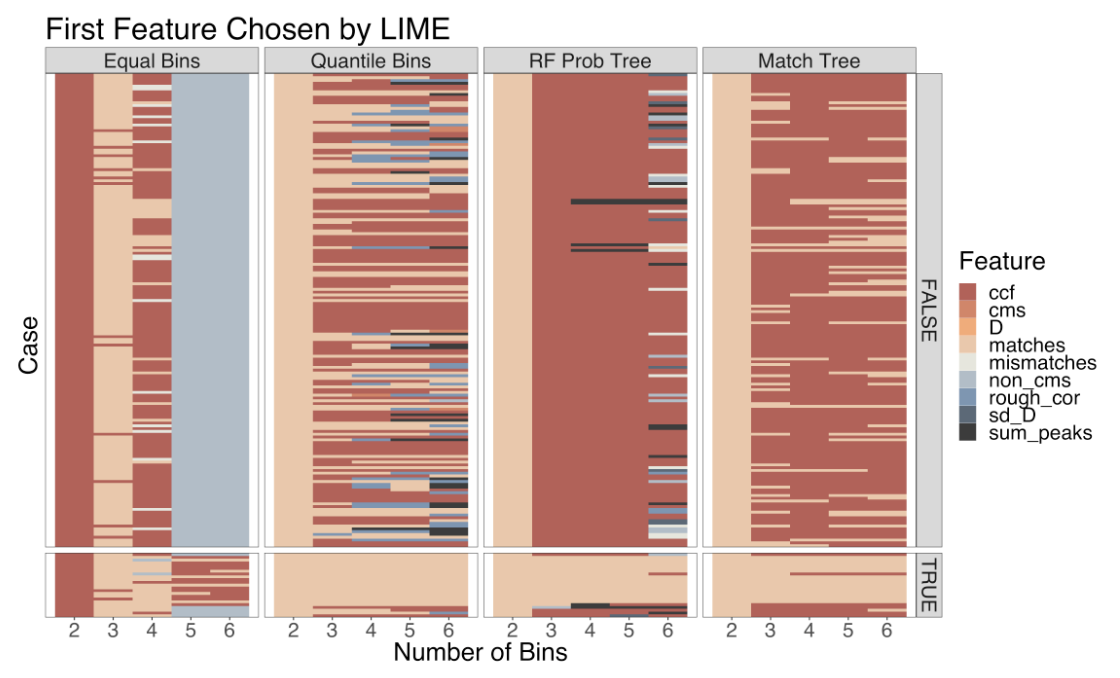 First Feature Chosen by LIME
Equal Bins Quantile Bins RF Prob Tree Match Tree
Case
FALSE
TRUE
Feature
ccf
cms
D
matches
mismatches
non_cms
rough_cor
sd_D
sum_peaks
2 3 4 5 6 2 3 4 5 6 2 3 4 5 6 2 3 4 5 6
Number of Bins